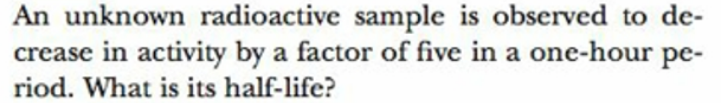 An unknown radioactive sample is observed to de-
crease in activity by a factor of five in a one-hour pe-
riod. What is its half-life?